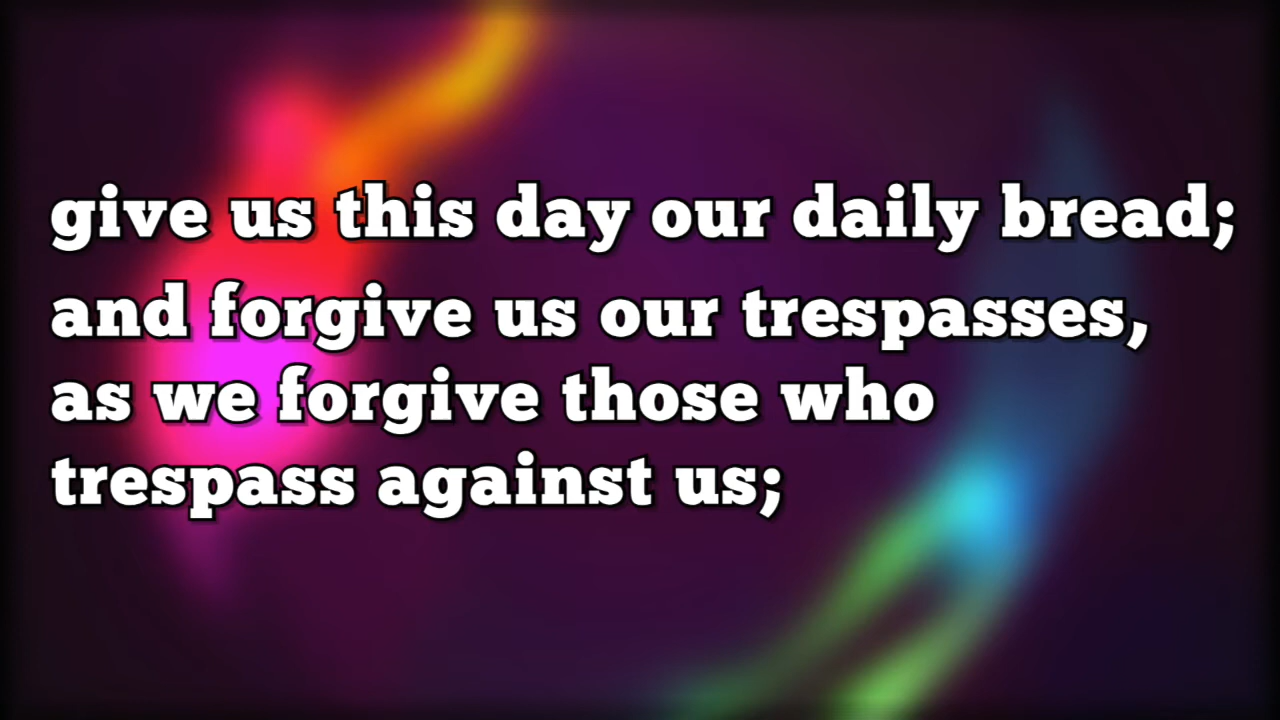 give us this day our daily bread;
and forgive us our trespasses,
as we forgive those who
trespass against us;